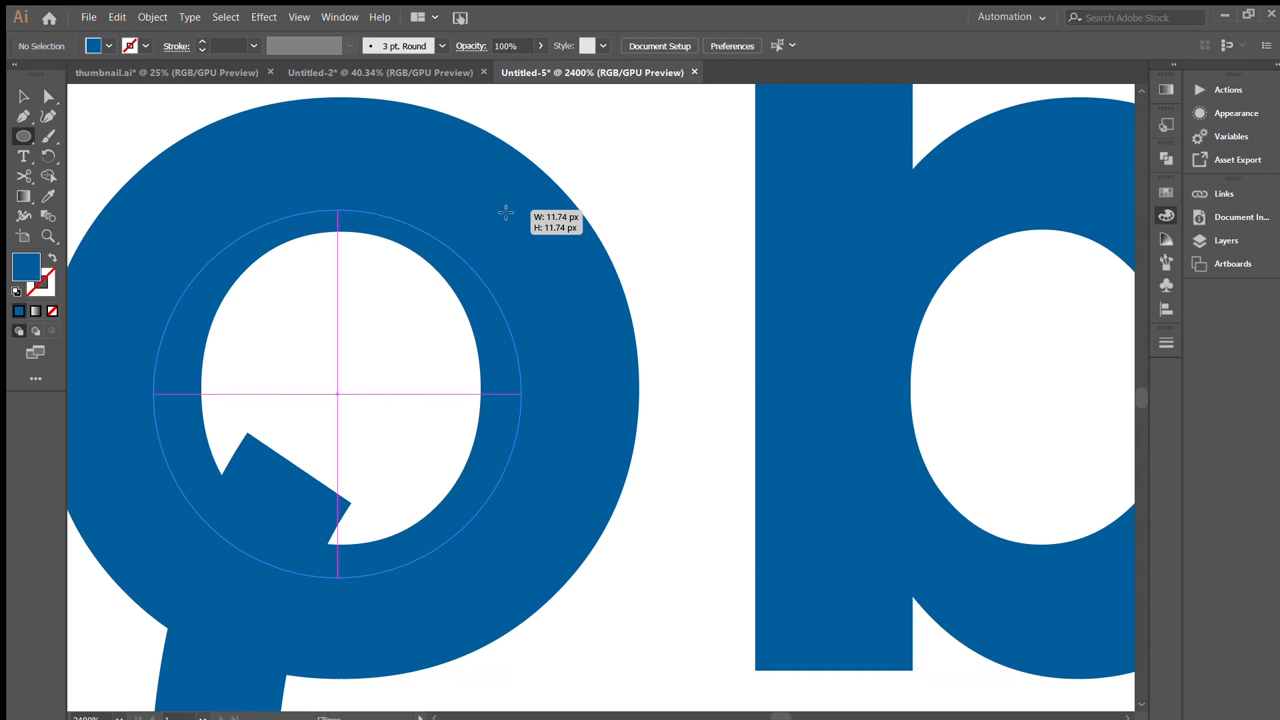 Ai File Edit Object Type Select Effect View Window Help Automation Search Adobe Stock
No Selection Stroke: 3 pt. Round Opacity: 100% Style: Document Setup Preferences
thumbnail.ai* @ 25% (RGB/GPU Preview) × Untitled-2* @ 40.34% (RGB/GPU Preview) × Untitled-5* @ 2400% (RGB/GPU Preview) ×
Actions
Appearance
Variables
Asset Export
Links
Document In...
Layers
Artboards
W: 11.74 px
H: 11.74 px
2400% 1 Ellipse